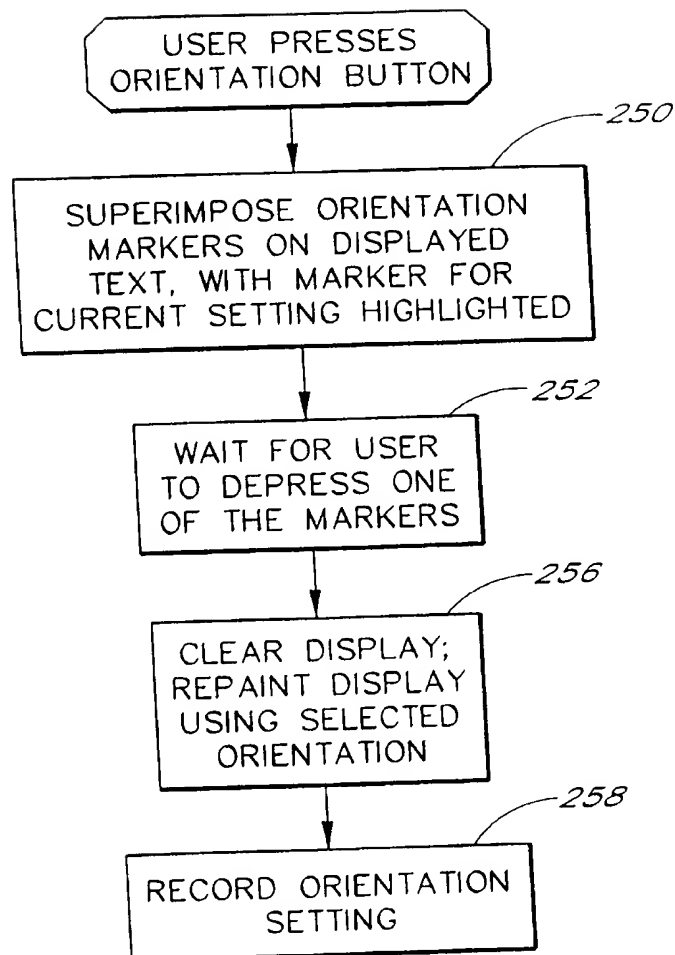 USER PRESSES
ORIENTATION BUTTON
250
SUPERIMPOSE ORIENTATION
MARKERS ON DISPLAYED
TEXT, WITH MARKER FOR
CURRENT SETTING HIGHLIGHTED
252
WAIT FOR USER
TO DEPRESS ONE
OF THE MARKERS
256
CLEAR DISPLAY;
REPAINT DISPLAY
USING SELECTED
ORIENTATION
258
RECORD ORIENTATION
SETTING